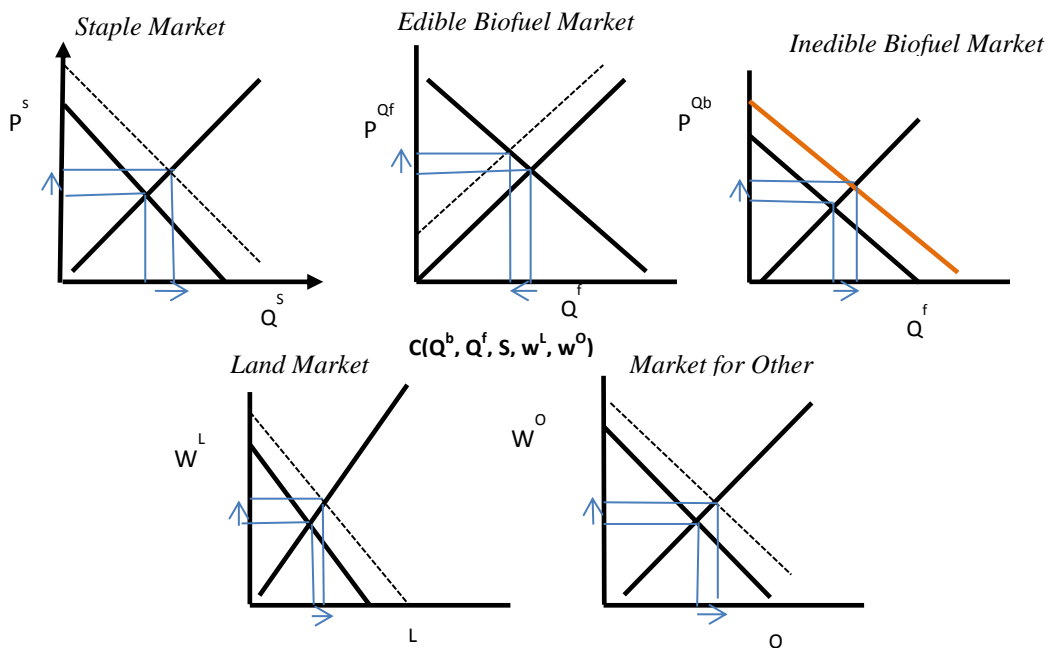 Staple Market
P^s
Q^S
Edible Biofuel Market
P^Qf
Q^f
Inedible Biofuel Market
P^Qb
Q^f
C(Q^b, Q^f, S, w^L, w^O)
Land Market
W^L
L
Market for Other
W^O
O